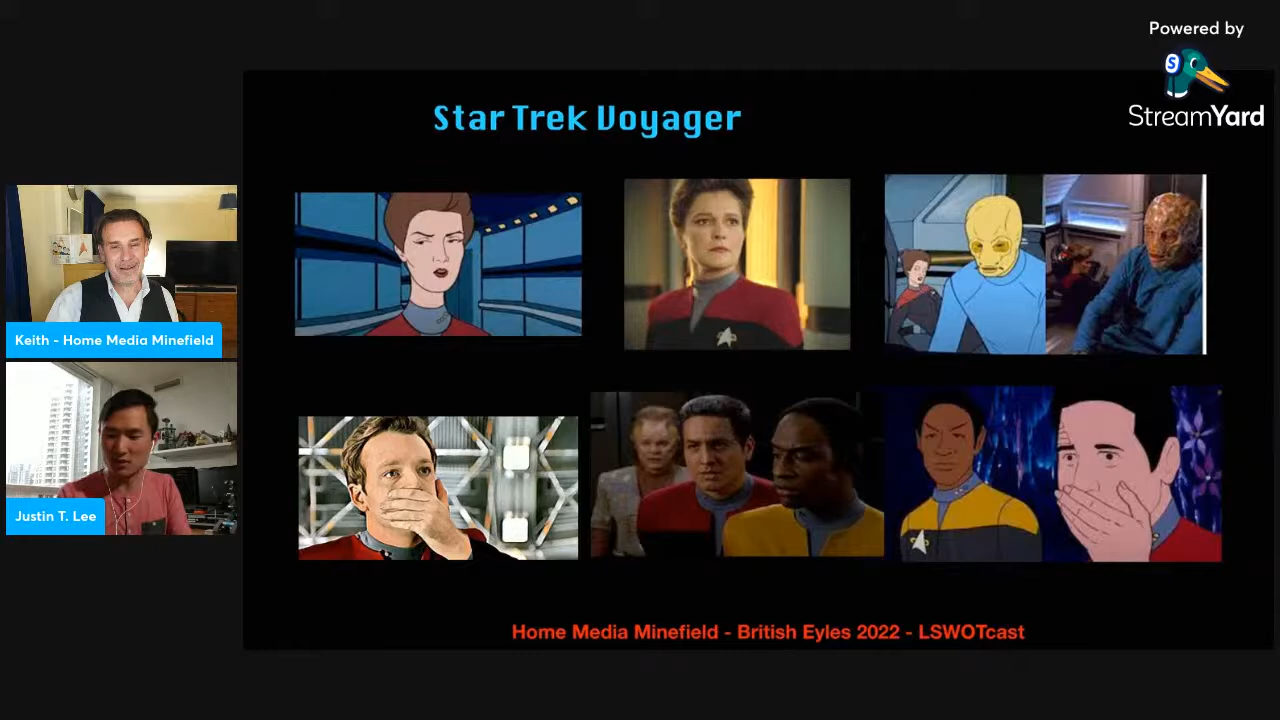 Powered by
S
StreamYard
Star Trek Voyager
Keith - Home Media Minefield
Justin T. Lee
Home Media Minefield - British Eyles 2022 - LSWOTcast